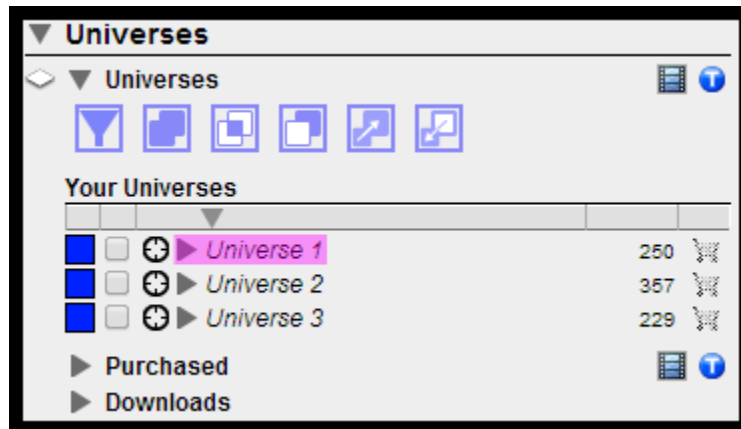 Universes
Universes
T
Your Universes
Universe 1 250
Universe 2 357
Universe 3 229
Purchased
T
Downloads